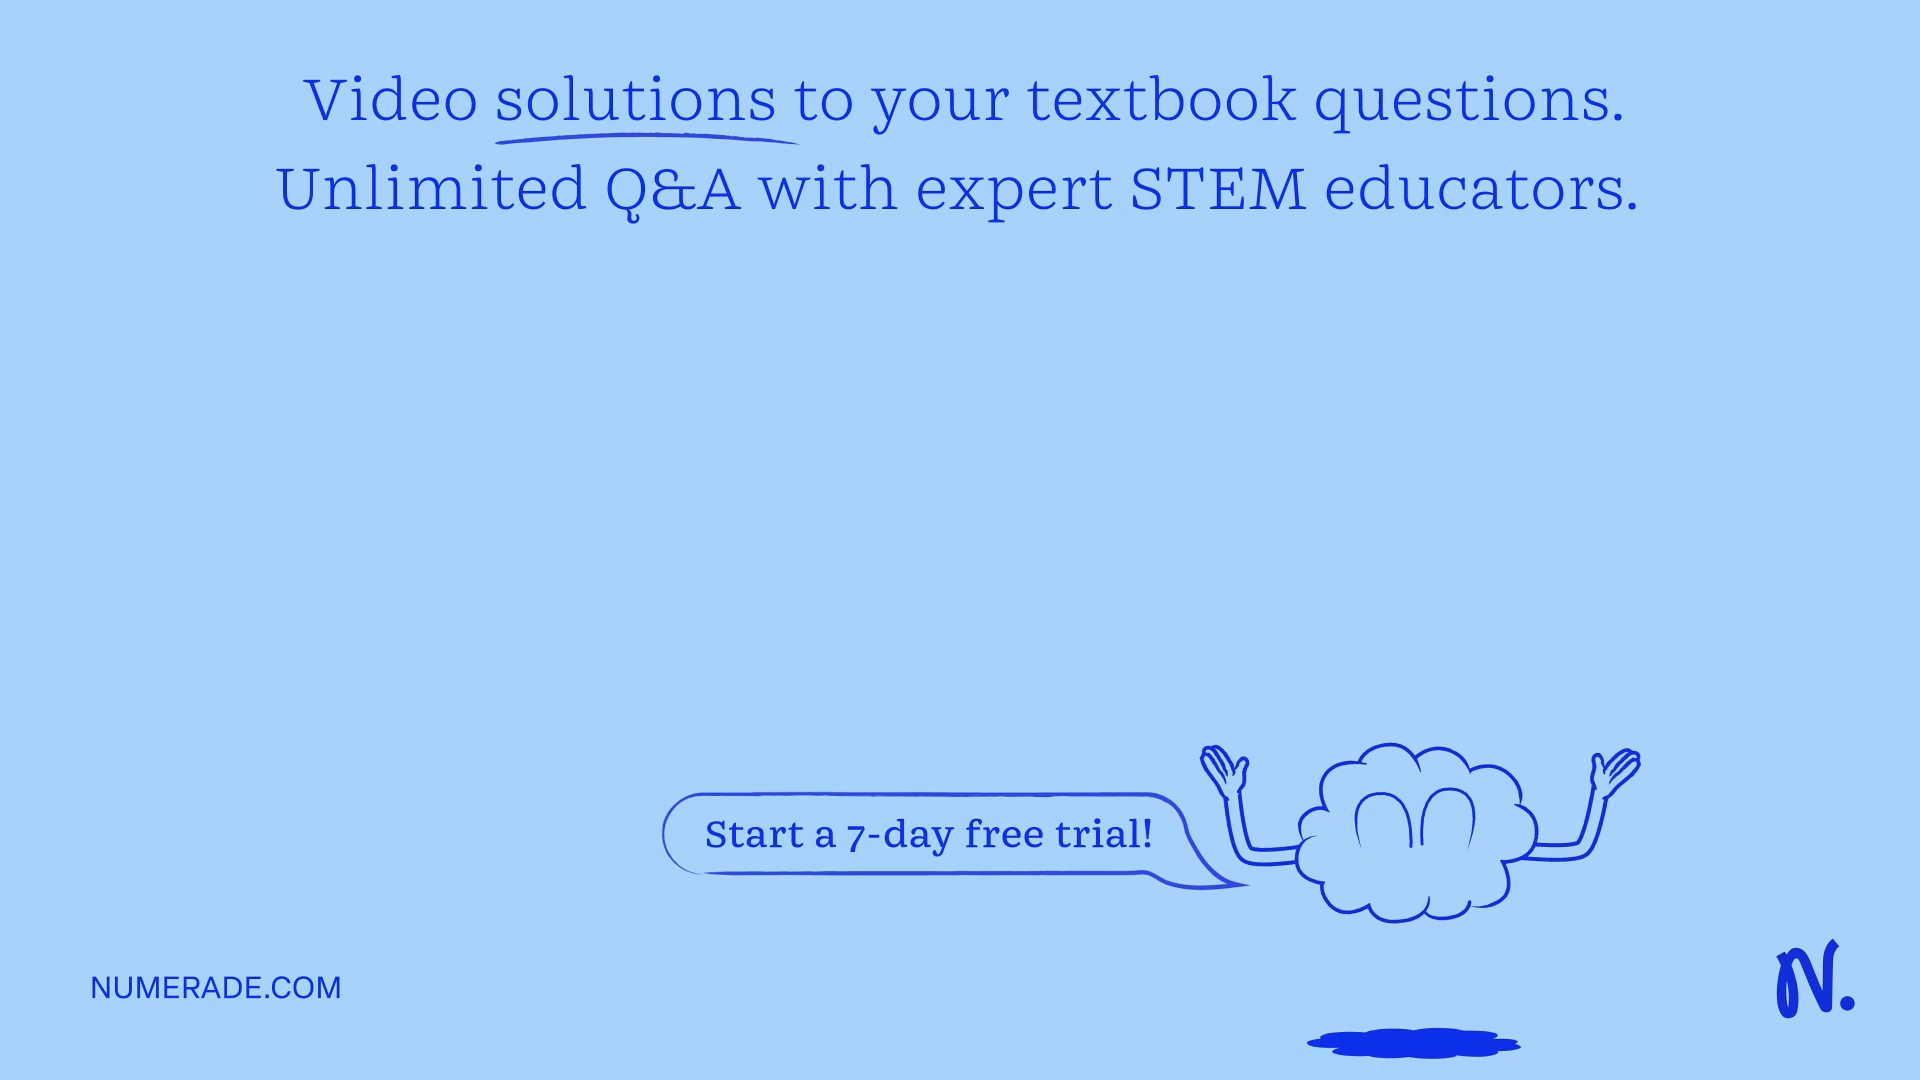 Video solutions to your textbook questions.
Unlimited Q&A with expert STEM educators.
Start a 7-day free trial!
NUMERADE.COM
N.